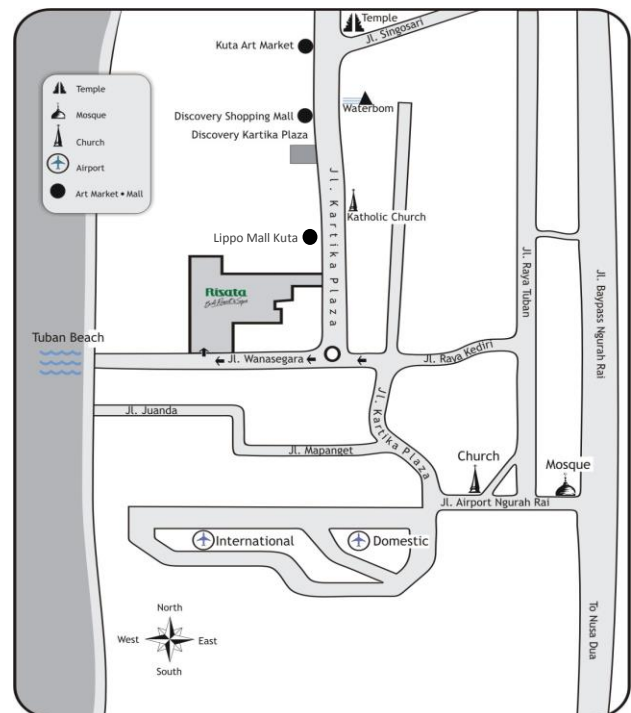 Temple
Jl. Singosari
Kuta Art Market
Temple
Mosque
Church
Airport
Art Market • Mall
Waterbom
Discovery Shopping Mall
Discovery Kartika Plaza
Jl. Kartika Plaza
Katholic Church
Lippo Mall Kuta
Jl. Raya Tuban
Jl. Baypass Ngurah Rai
Risata
Bali Resort & Spa
Tuban Beach
Jl. Wanasegara
Jl. Raya Kediri
Jl. Juanda
Jl. Kartika Plaza
Jl. Mapanget
Church
Mosque
Jl. Airport Ngurah Rai
International
Domestic
To Nusa Dua
North
West
East
South